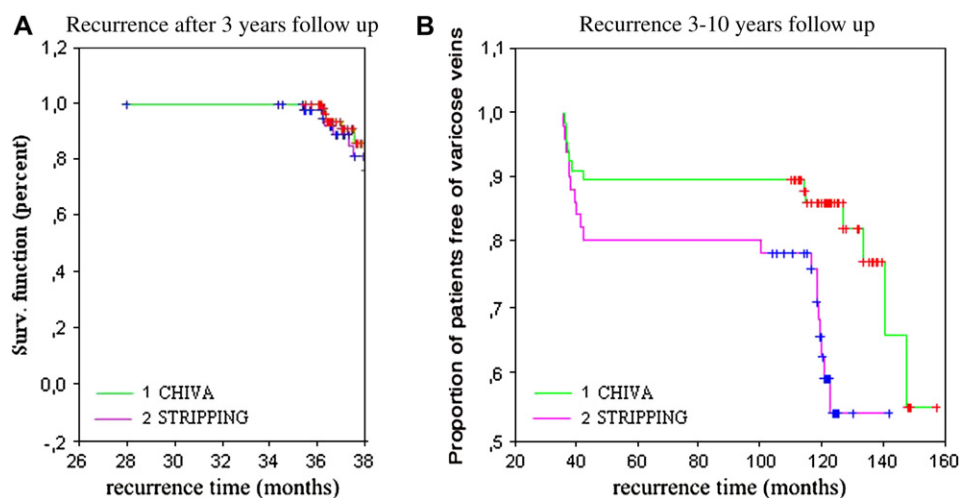 A
Recurrence after 3 years follow up
1,2
1,0
,8
,6
,4
,2
0,0
-,2
Surv. function (percent)
1 CHIVA
2 STRIPPING
26 28 30 32 34 36 38
recurrence time (months)
B
Recurrence 3-10 years follow up
1,1
1,0
,9
,8
,7
,6
,5
Proportion of patients free of varicose veins
1 CHIVA
2 STRIPPING
20 40 60 80 100 120 140 160
recurrence time (months)